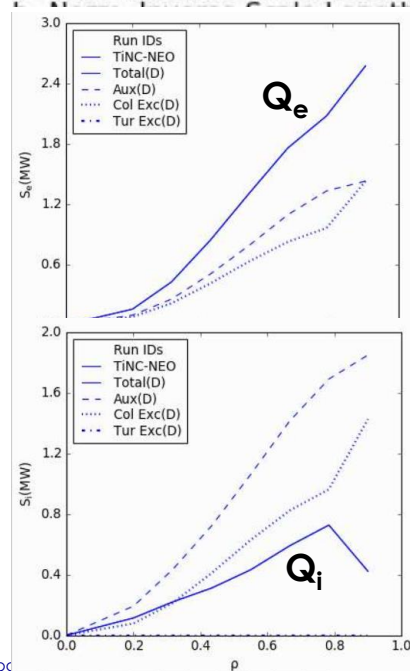 3.0
Run IDs
TiNC-NEO
Total(D)
Aux(D)
Col Exc(D)
Tur Exc(D)
Qe
2.4
1.8
Se(MW)
1.2
0.6
2.0
Run IDs
TiNC-NEO
Total(D)
Aux(D)
Col Exc(D)
Tur Exc(D)
1.6
1.2
Si(MW)
0.8
0.4
Qi
0.0
0.0 0.2 0.4 0.6 0.8 1.0
ρ